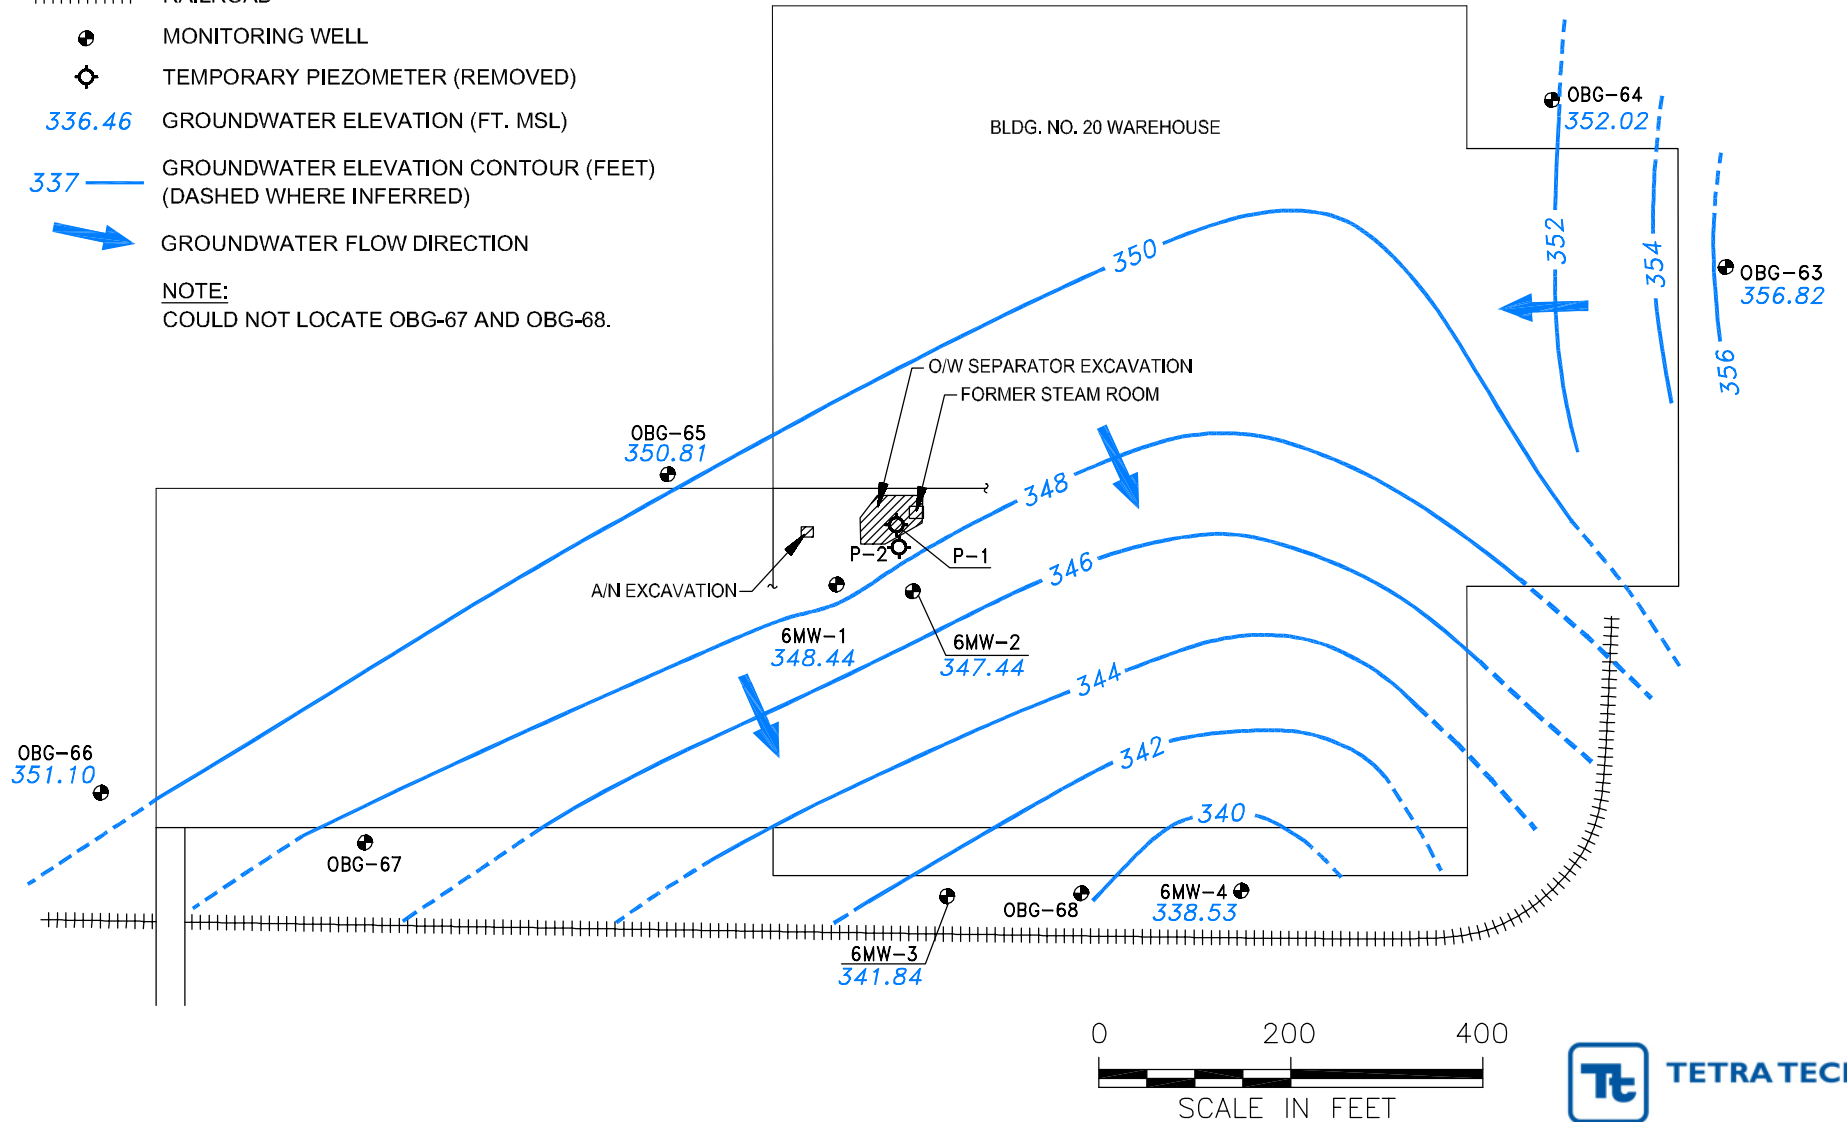 RAILROAD
MONITORING WELL
TEMPORARY PIEZOMETER (REMOVED)
336.46 GROUNDWATER ELEVATION (FT. MSL)
337 GROUNDWATER ELEVATION CONTOUR (FEET)
(DASHED WHERE INFERRED)
GROUNDWATER FLOW DIRECTION
NOTE:
COULD NOT LOCATE OBG-67 AND OBG-68.
BLDG. NO. 20 WAREHOUSE
OBG-64
352.02
352
354
356
OBG-63
356.82
350
O/W SEPARATOR EXCAVATION
FORMER STEAM ROOM
OBG-65
350.81
348
P-2
P-1
A/N EXCAVATION
346
6MW-1
348.44
6MW-2
347.44
344
342
OBG-66
351.10
340
OBG-67
OBG-68
6MW-4
338.53
6MW-3
341.84
0 200 400
SCALE IN FEET
Tt TETRA TECH